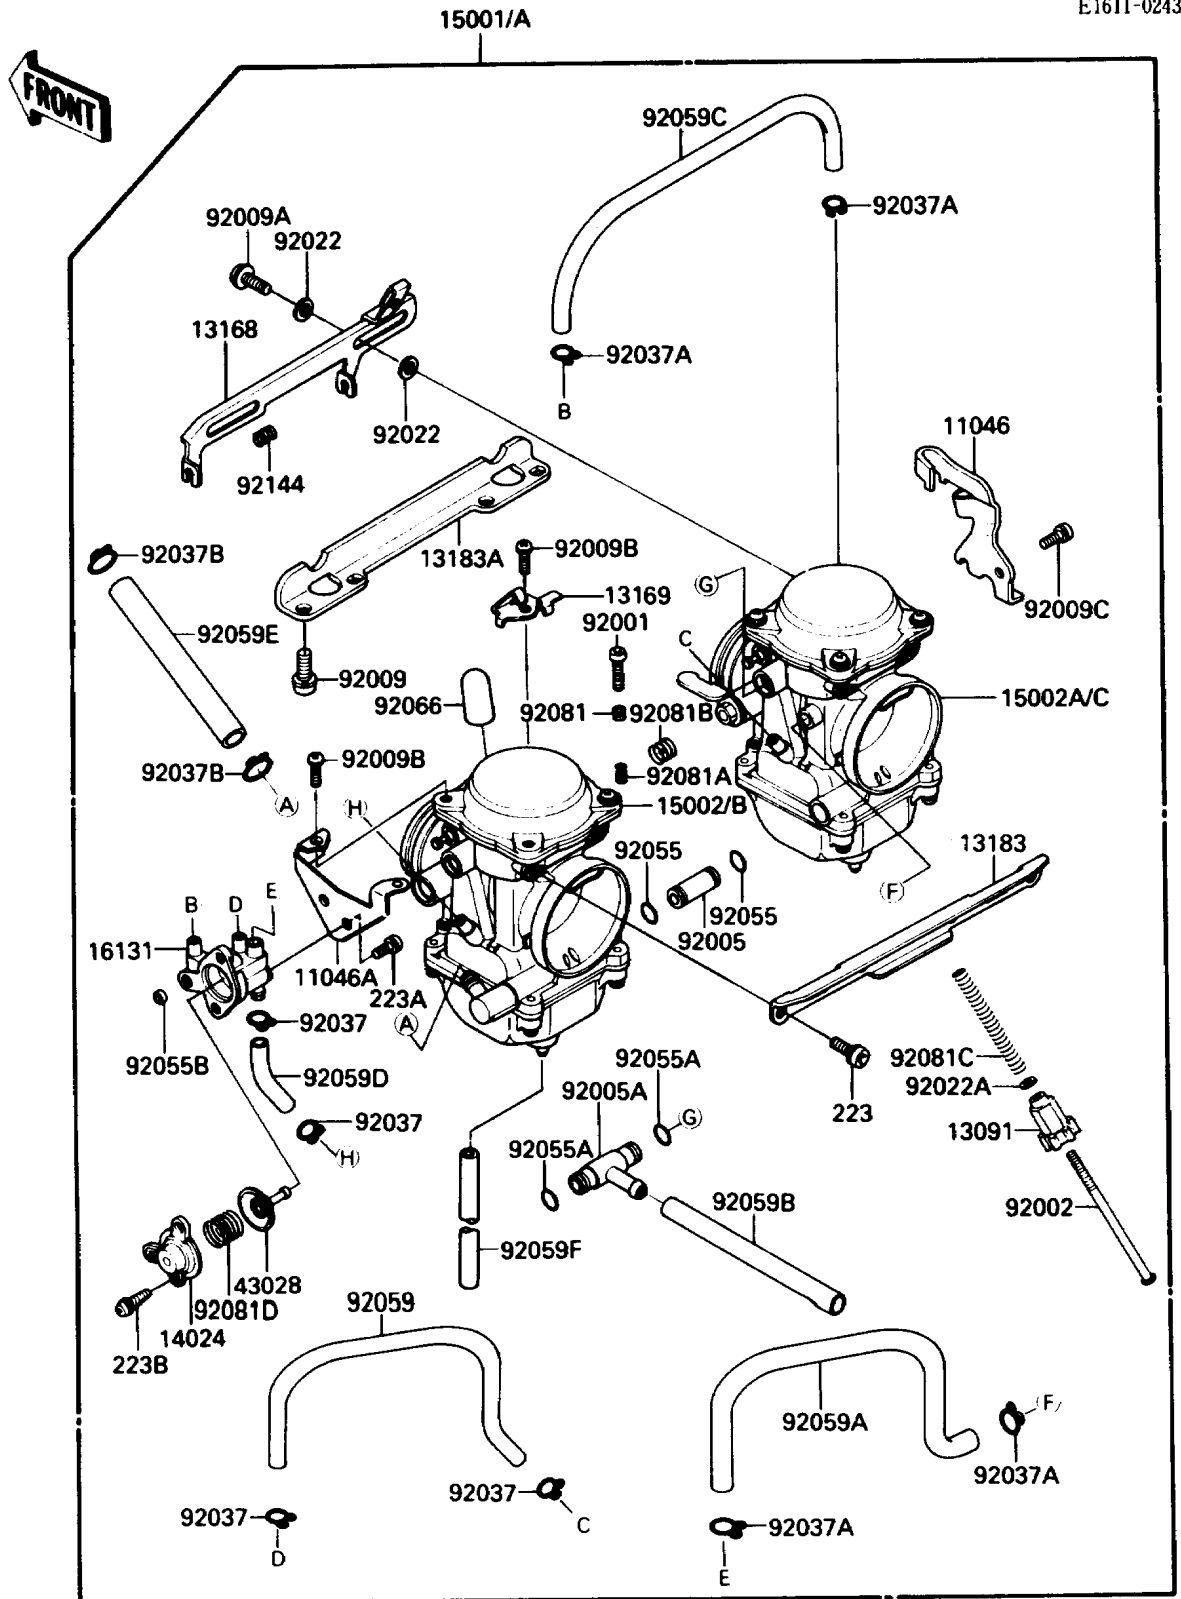 E1611-0243
15001/A
FRONT
92059C
92037A
92009A
92022
13168
92037A
B
92022
92144
11046
92037B
13183A
92009B
13169
92001
G
C
92009C
92059E
92009
92066
92081
92081B
15002A/C
92037B
92009B
92081A
15002/B
A
H
92055
13183
F
92055
92005
B
D
E
16131
11046A
223A
A
92037
92055B
92059D
92055A
92005A
G
92081C
92022A
223
13091
92037
H
92055A
92059B
92002
92059F
43028
92081D
14024
223B
92059
92059A
F
92037A
92037
C
92037
D
92037A
E